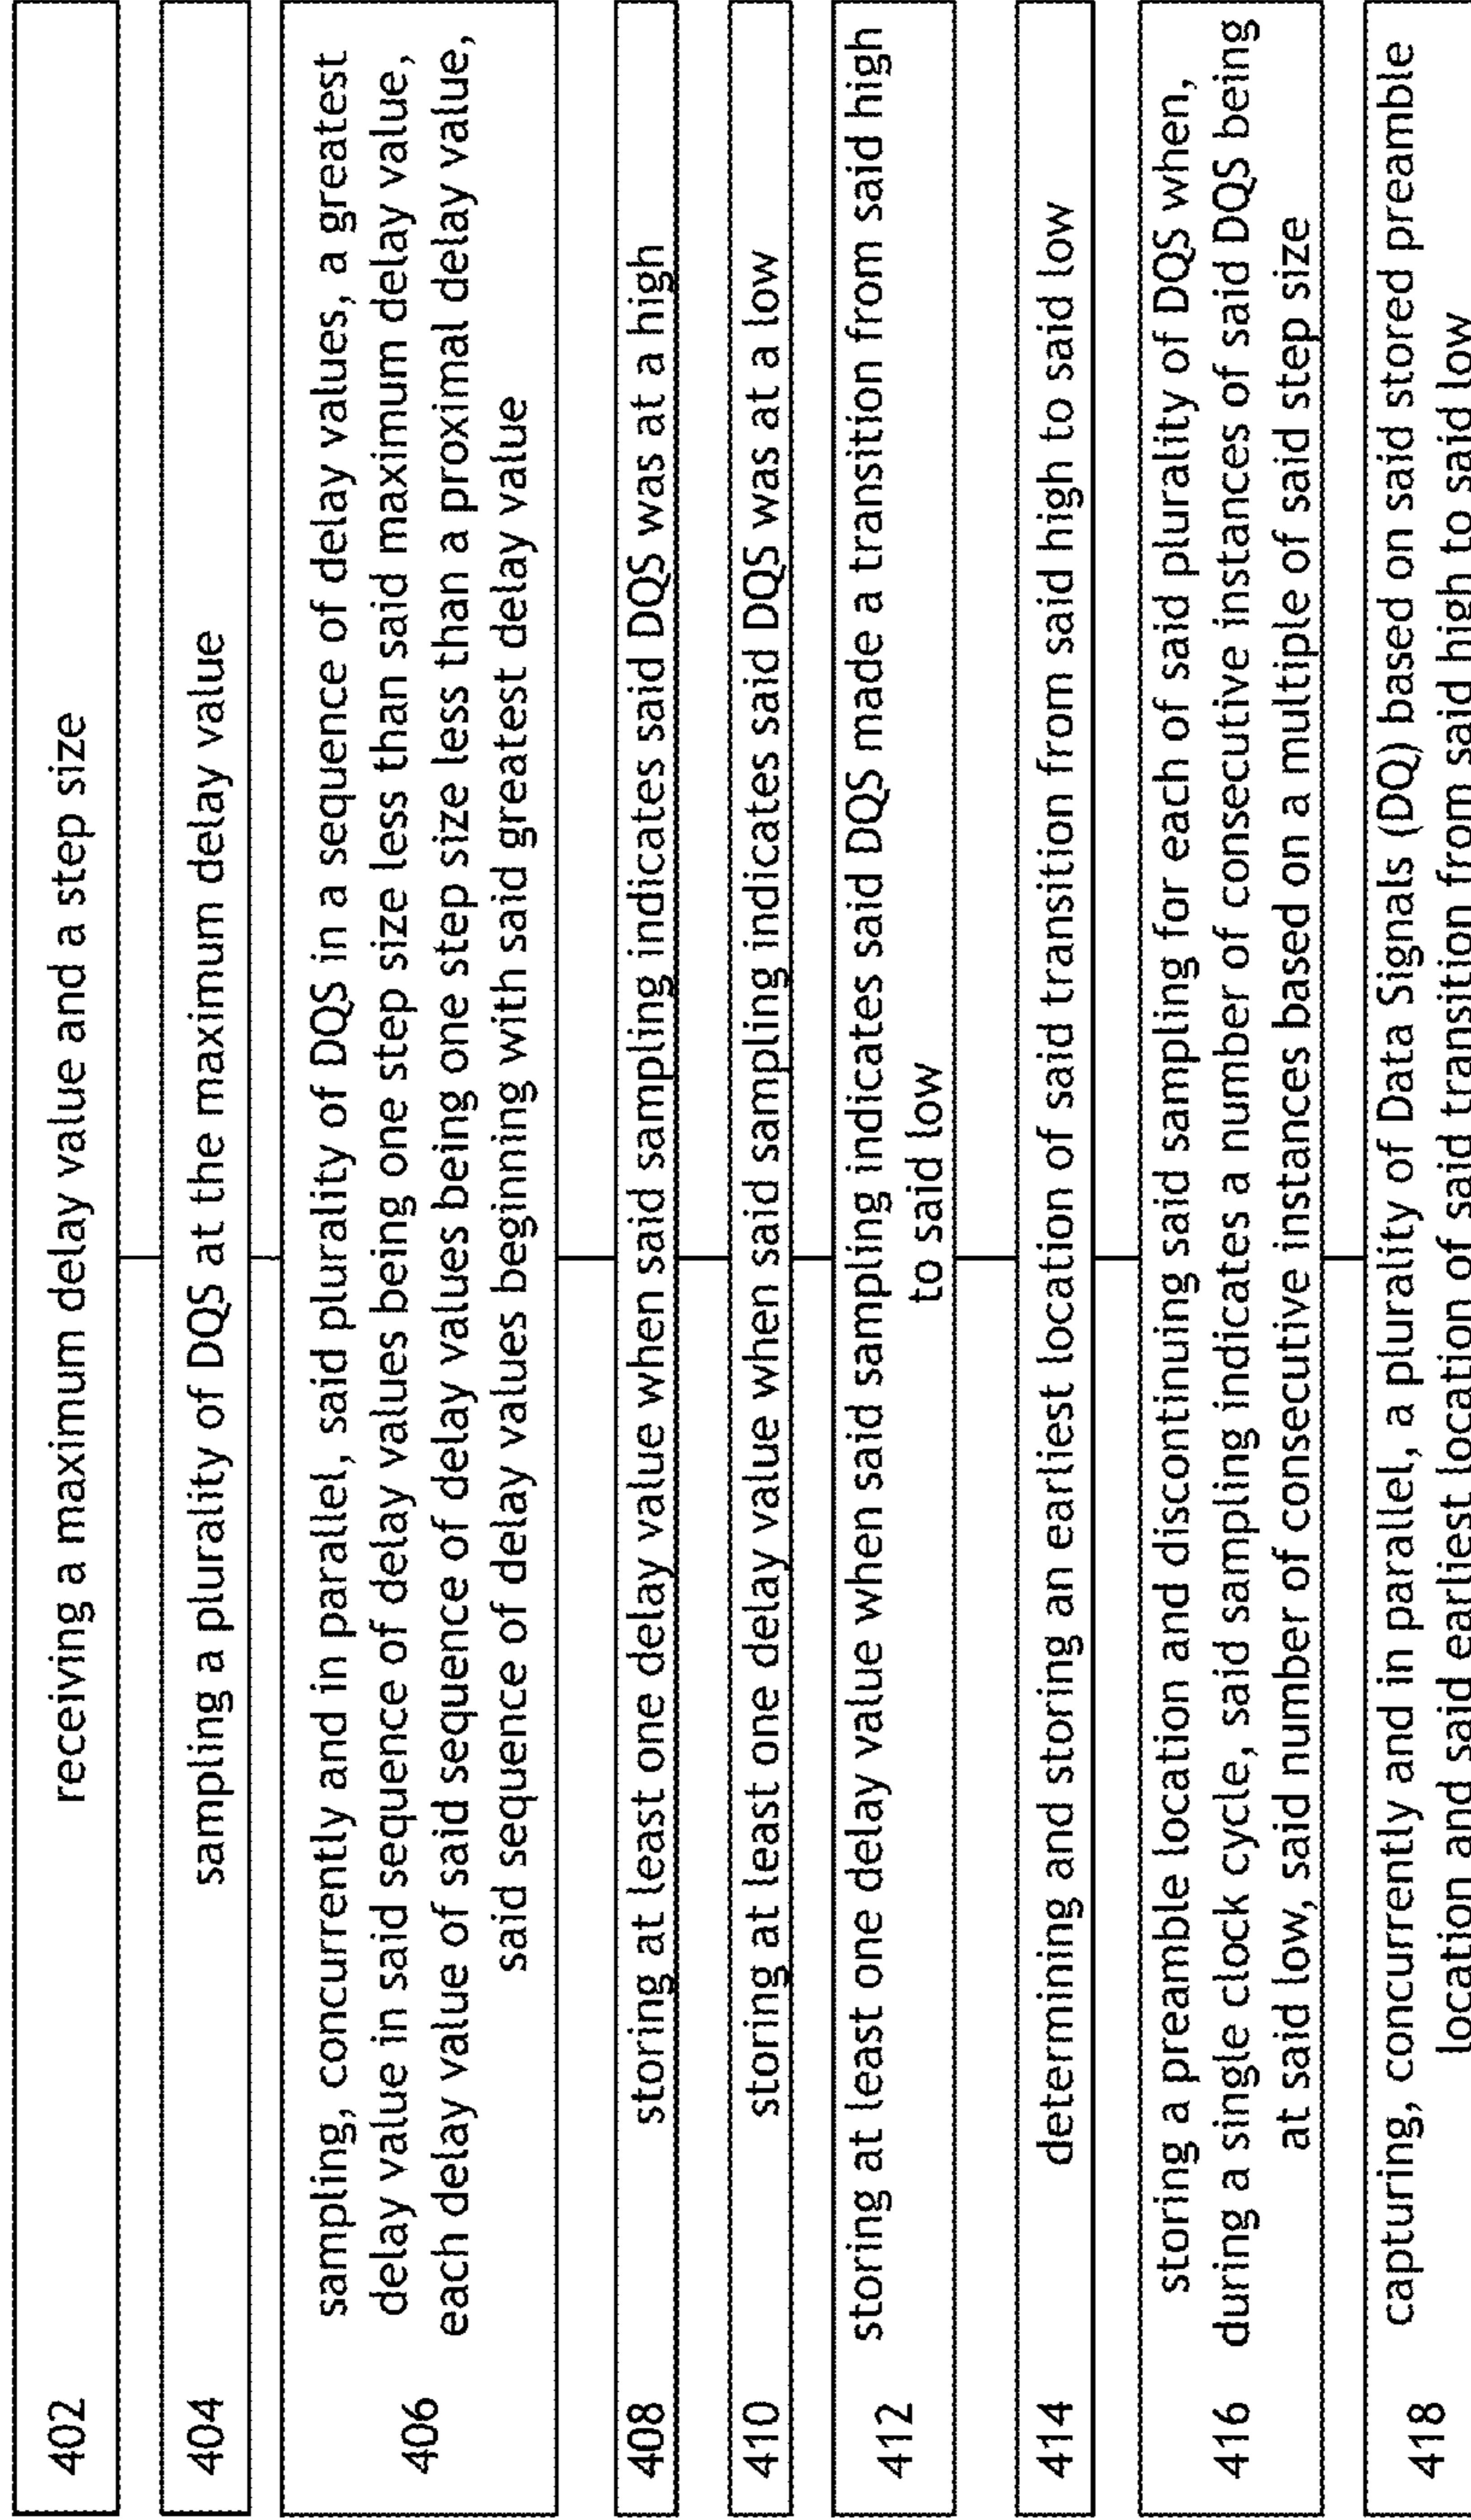 402 receiving a maximum delay value and a step size
404 sampling a plurality of DQS at the maximum delay value
406 sampling, concurrently and in parallel, said plurality of DQS in a sequence of delay values, a greatest
delay value in said sequence of delay values being one step size less than said maximum delay value,
each delay value of said sequence of delay values being one step size less than a proximal delay value,
said sequence of delay values beginning with said greatest delay value
408 storing at least one delay value when said sampling indicates said DQS was at a high
410 storing at least one delay value when said sampling indicates said DQS was at a low
412 storing at least one delay value when said sampling indicates said DQS made a transition from said high
to said low
414 determining and storing an earliest location of said transition from said high to said low
416 storing a preamble location and discontinuing said sampling for each of said plurality of DQS when,
during a single clock cycle, said sampling indicates a number of consecutive instances of said DQS being
at said low, said number of consecutive instances based on a multiple of said step size
418 capturing, concurrently and in parallel, a plurality of Data Signals (DQ) based on said stored preamble
location and said earliest location of said transition from said high to said low